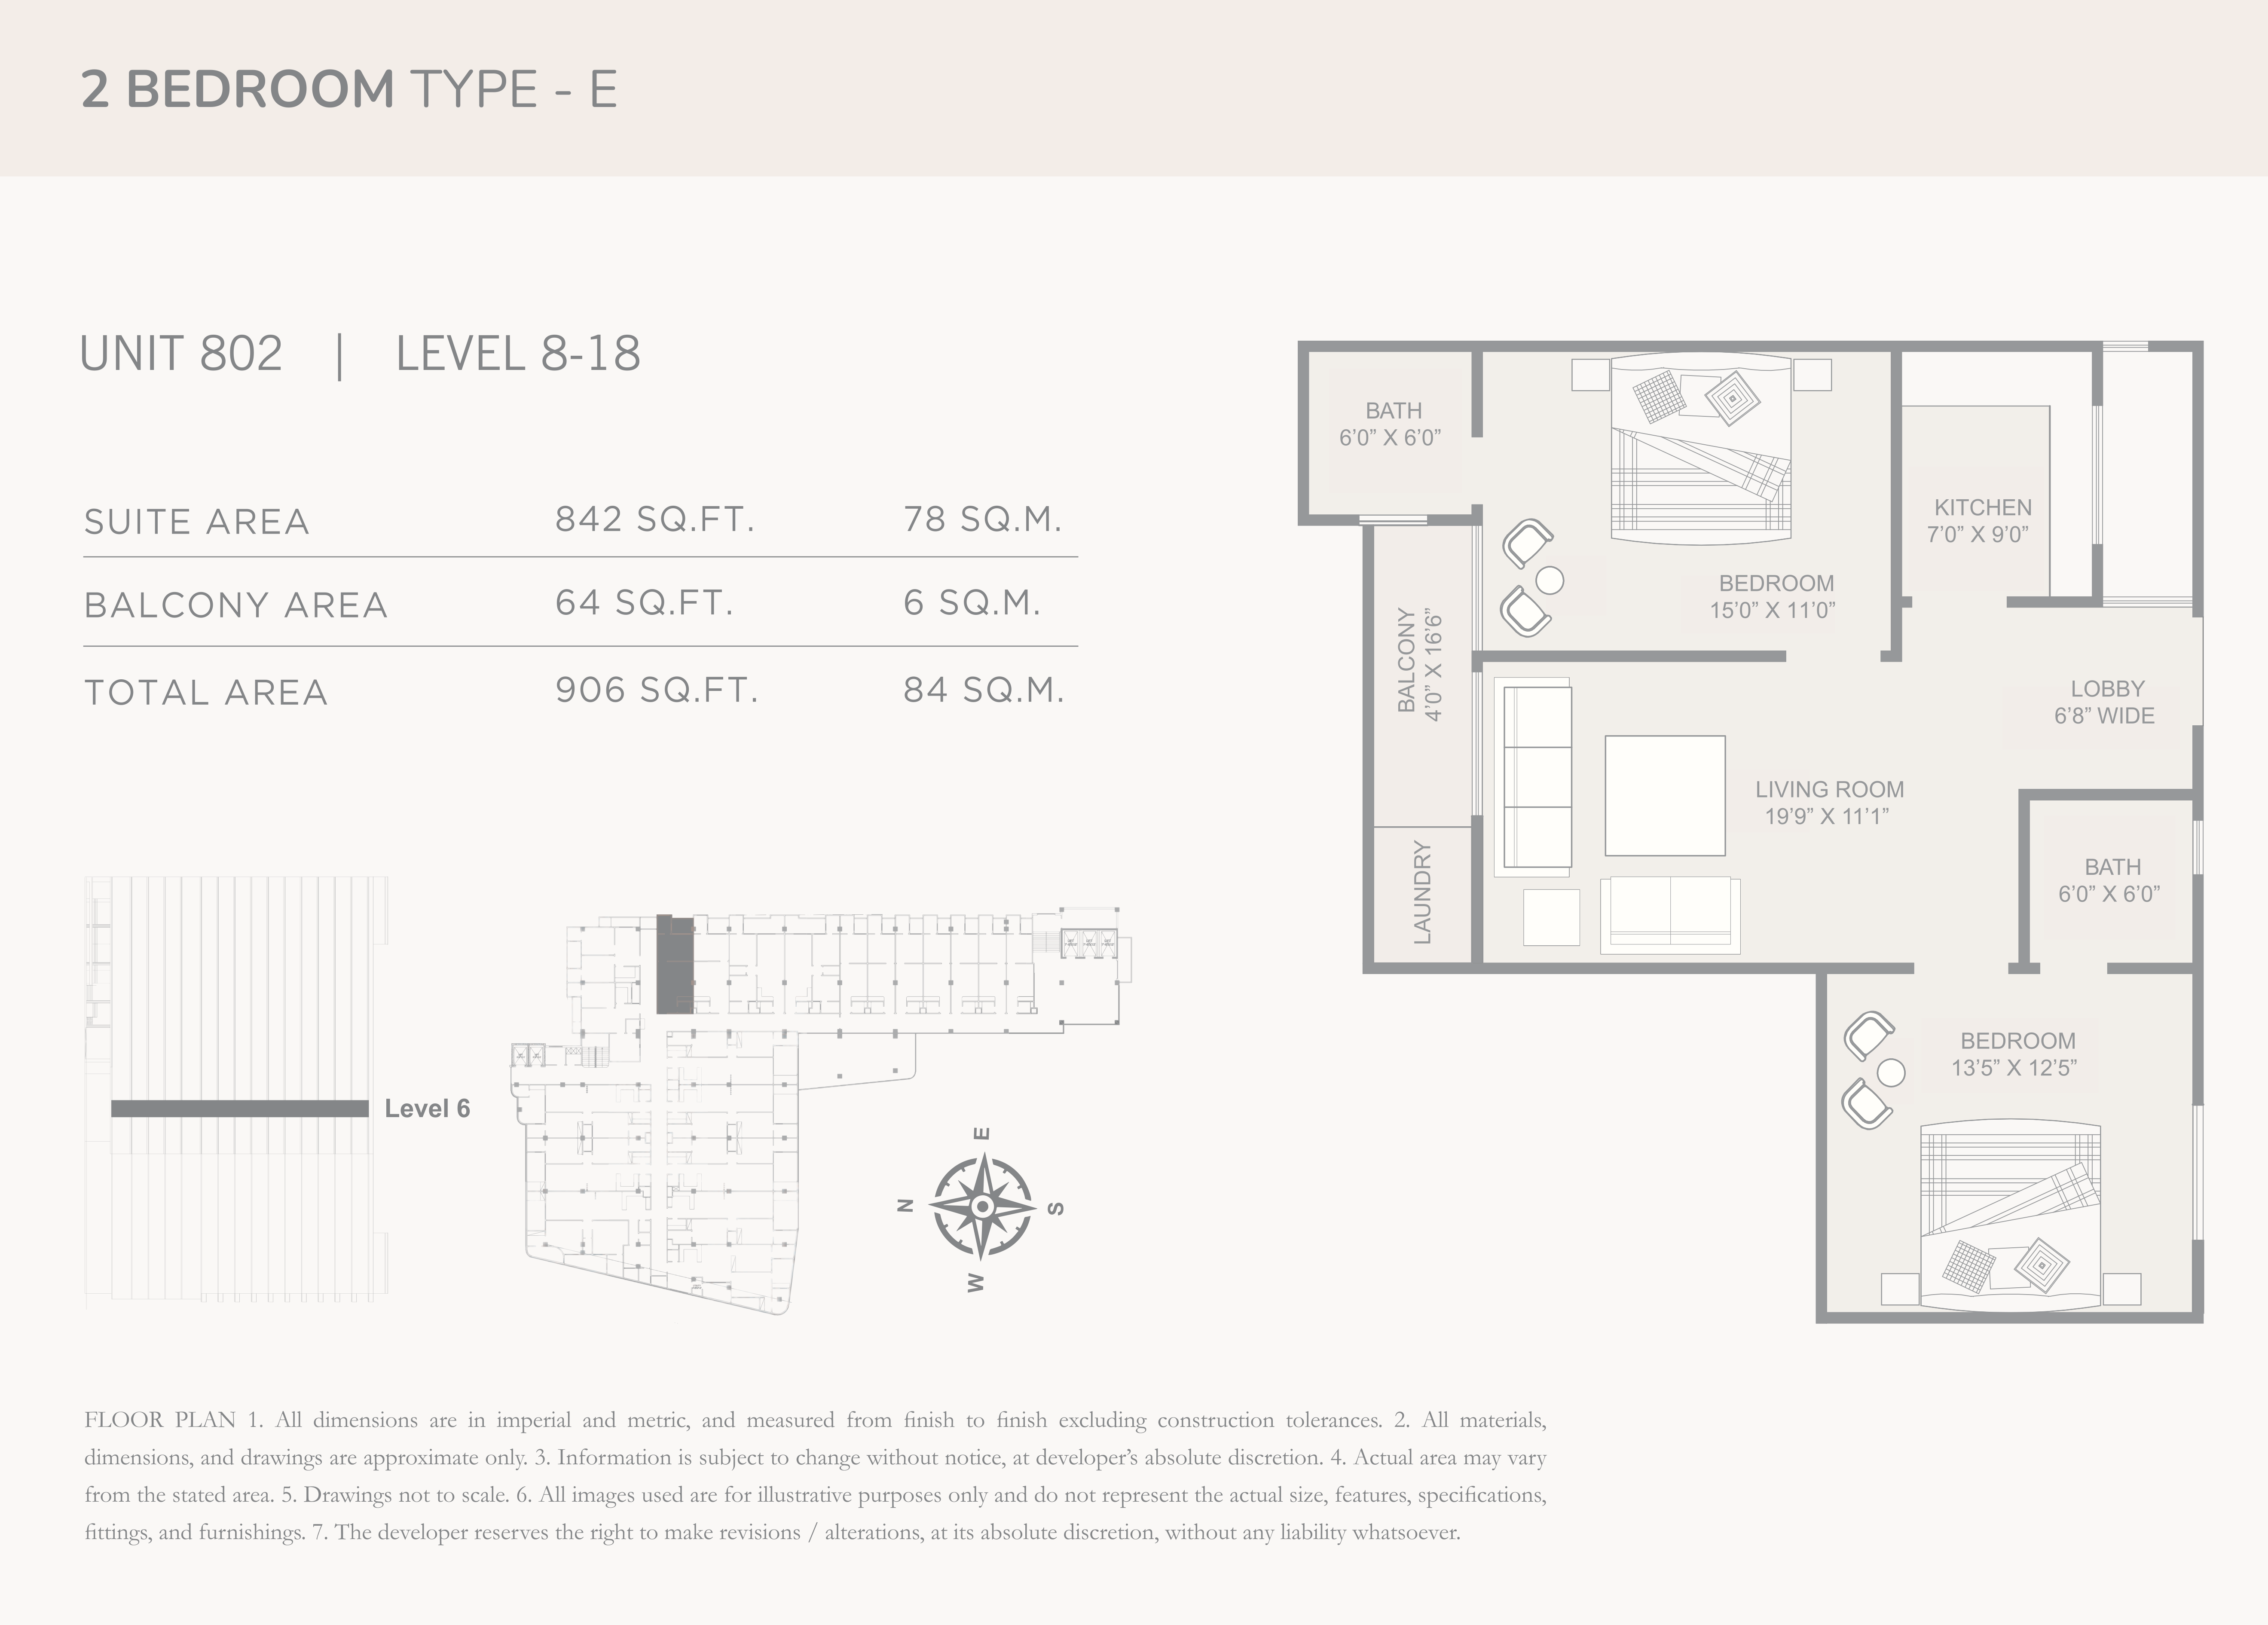 2 BEDROOM TYPE - E
UNIT 802 | LEVEL 8-18
SUITE AREA 842 SQ.FT. 78 SQ.M.
BALCONY AREA 64 SQ.FT. 6 SQ.M.
TOTAL AREA 906 SQ.FT. 84 SQ.M.
BATH
6’0” X 6’0”
KITCHEN
7’0” X 9’0”
BEDROOM
15’0” X 11’0”
BALCONY
4’0” X 16’6”
LOBBY
6’8” WIDE
LIVING ROOM
19’9” X 11’1”
LAUNDRY
BATH
6’0” X 6’0”
BEDROOM
13’5” X 12’5”
Level 6
E
N
S
W
FLOOR PLAN 1. All dimensions are in imperial and metric, and measured from finish to finish excluding construction tolerances. 2. All materials,
dimensions, and drawings are approximate only. 3. Information is subject to change without notice, at developer’s absolute discretion. 4. Actual area may vary
from the stated area. 5. Drawings not to scale. 6. All images used are for illustrative purposes only and do not represent the actual size, features, specifications,
fittings, and furnishings. 7. The developer reserves the right to make revisions / alterations, at its absolute discretion, without any liability whatsoever.